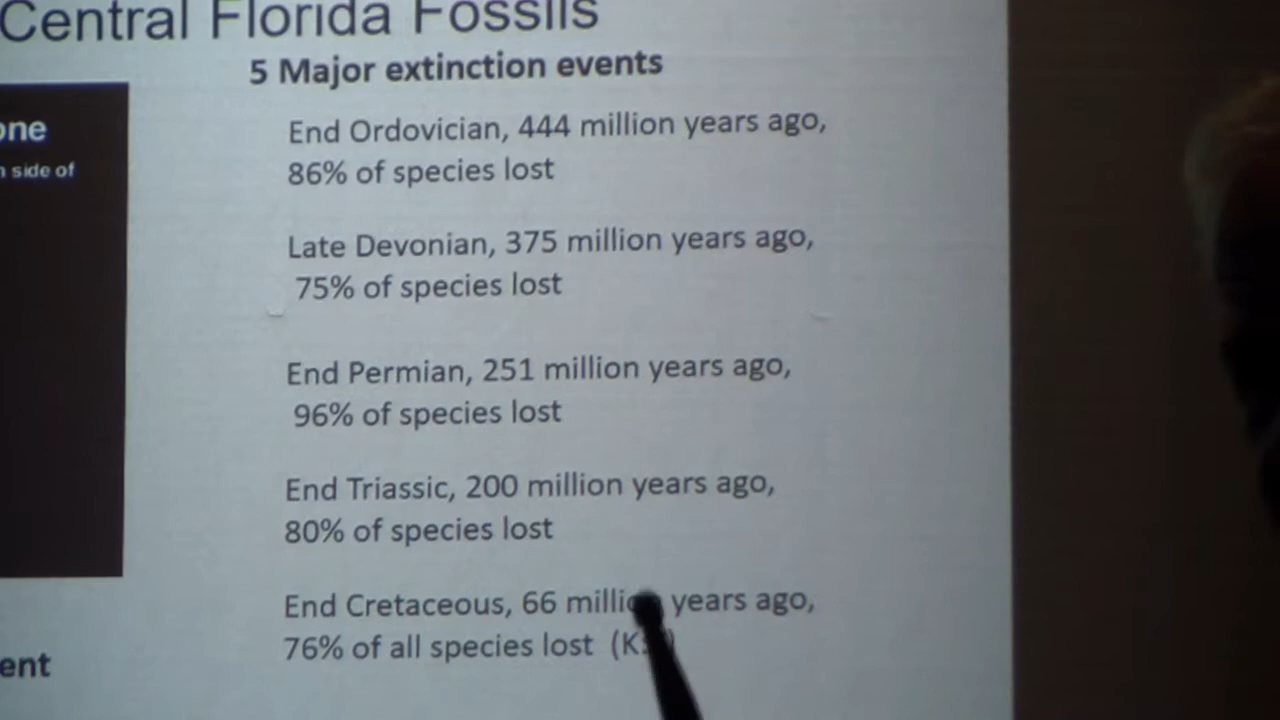 Central Florida Fossils
5 Major extinction events
one
side of
End Ordovician, 444 million years ago,
86% of species lost
Late Devonian, 375 million years ago,
75% of species lost
End Permian, 251 million years ago,
96% of species lost
End Triassic, 200 million years ago,
80% of species lost
End Cretaceous, 66 million years ago,
76% of all species lost
ent